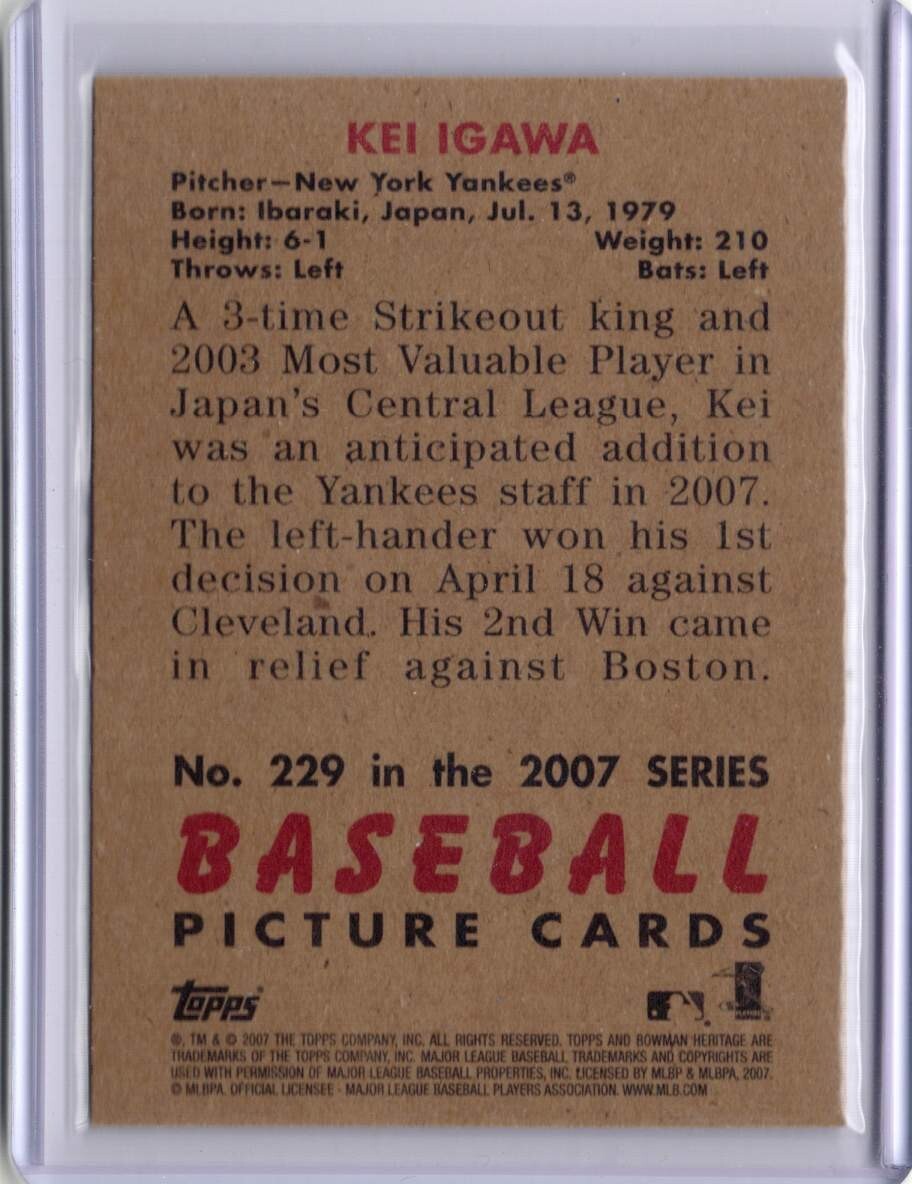 KEI IGAWA
Pitcher—New York Yankees®
Born: Ibaraki, Japan, Jul. 13, 1979
Height: 6-1 Weight: 210
Throws: Left Bats: Left
A 3-time Strikeout king and
2003 Most Valuable Player in
Japan's Central League, Kei
was an anticipated addition
to the Yankees staff in 2007.
The left-hander won his 1st
decision on April 18 against
Cleveland. His 2nd Win came
in relief against Boston.
No. 229 in the 2007 SERIES
BASEBALL
PICTURE CARDS
topps
®, TM & © 2007 THE TOPPS COMPANY, INC. ALL RIGHTS RESERVED. TOPPS AND BOWMAN HERITAGE ARE
TRADEMARKS OF THE TOPPS COMPANY, INC. MAJOR LEAGUE BASEBALL TRADEMARKS AND COPYRIGHTS ARE
USED WITH PERMISSION OF MAJOR LEAGUE BASEBALL PROPERTIES, INC. LICENSED BY MLBP & MLBPA, 2007.
© MLBPA. OFFICIAL LICENSEE - MAJOR LEAGUE BASEBALL PLAYERS ASSOCIATION. WWW.MLB.COM